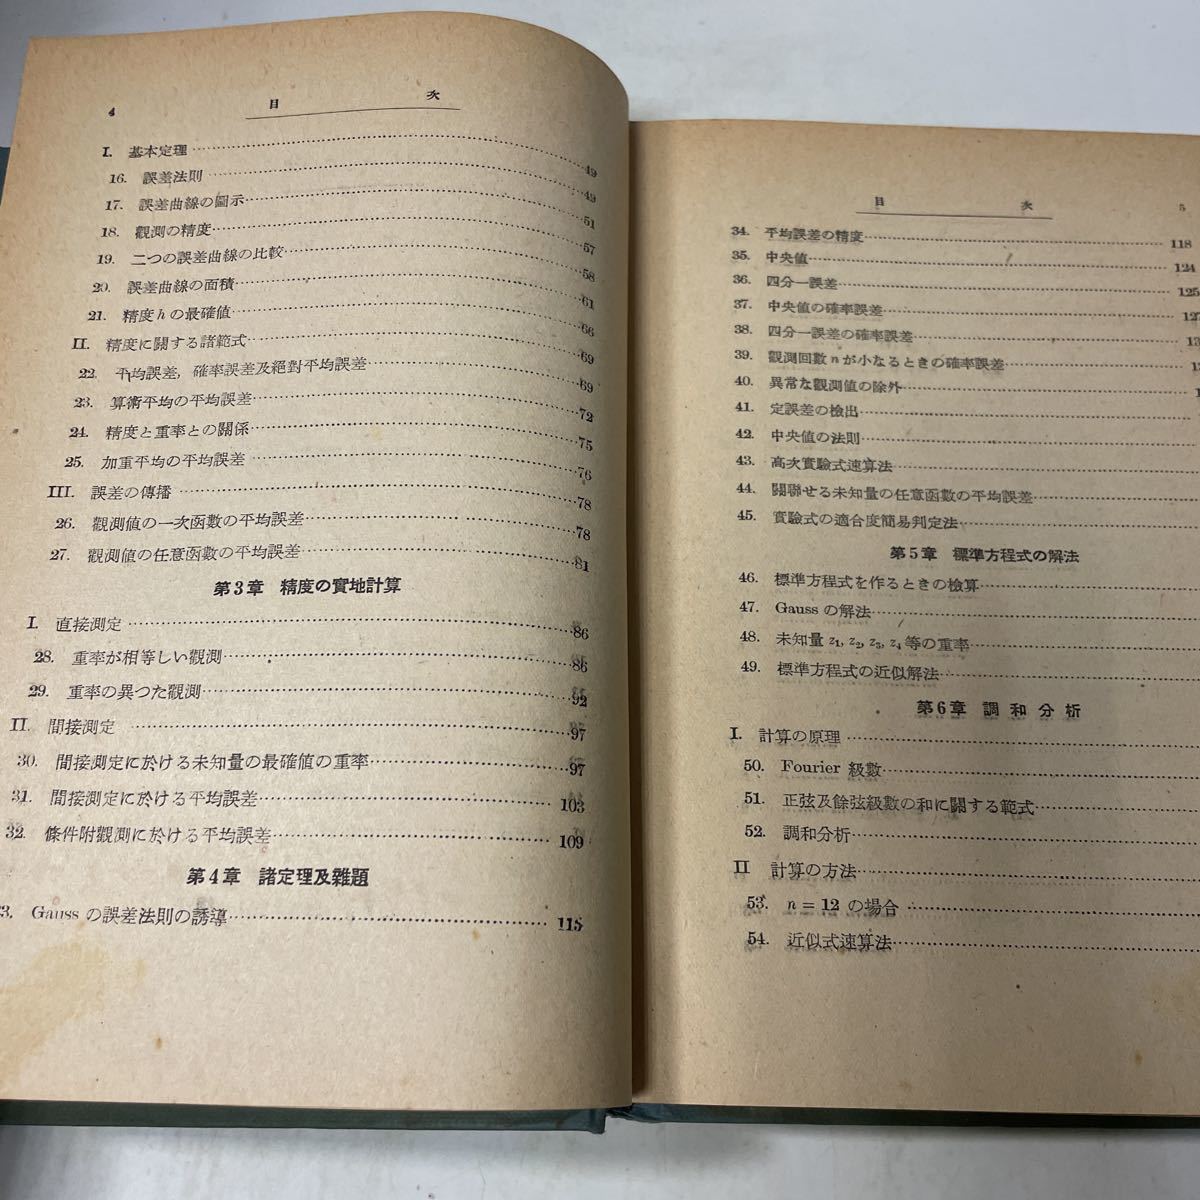 4 目次
I. 基本定理 49
16. 誤差法則 49
17. 誤差曲線の圖示 51
18. 觀測の精度 57
19. 二つの誤差曲線の比較 58
20. 誤差曲線の面積 61
21. 精度 h の最確値 66
II. 精度に關する諸範式 69
22. 平均誤差, 確率誤差及絕對平均誤差 69
23. 算術平均の平均誤差 72
24. 精度と重率との關係 75
25. 加重平均の平均誤差 76
III. 誤差の傳播 78
26. 觀測値の一次函數の平均誤差 78
27. 觀測値の任意函數の平均誤差 81
第3章 精度の實地計算
I. 直接測定 86
28. 重率が相等しい觀測 86
29. 重率の異つた觀測 92
II. 間接測定 97
30. 間接測定に於ける未知量の最確値の重率 97
31. 間接測定に於ける平均誤差 103
32. 條件附觀測に於ける平均誤差 109
第4章 諸定理及雜題
3. Gauss の誤差法則の誘導 115
目次 5
34. 平均誤差の精度 118
35. 中央値 124
36. 四分一誤差 125
37. 中央値の確率誤差 127
38. 四分一誤差の確率誤差 13
39. 觀測回數 n が小なるときの確率誤差 13
40. 異常な觀測値の除外 1
41. 定誤差の檢出
42. 中央値の法則
43. 高次實驗式速算法
44. 關聯せる未知量の任意函數の平均誤差
45. 實驗式の適合度簡易判定法
第5章 標準方程式の解法
46. 標準方程式を作るときの檢算
47. Gauss の解法
48. 未知量 z₁, z₂, z₃, z₄ 等の重率
49. 標準方程式の近似解法
第6章 調和分析
I. 計算の原理
50. Fourier 級數
51. 正弦及餘弦級數の和に關する範式
52. 調和分析
II 計算の方法
53. n = 12 の場合
54. 近似式速算法